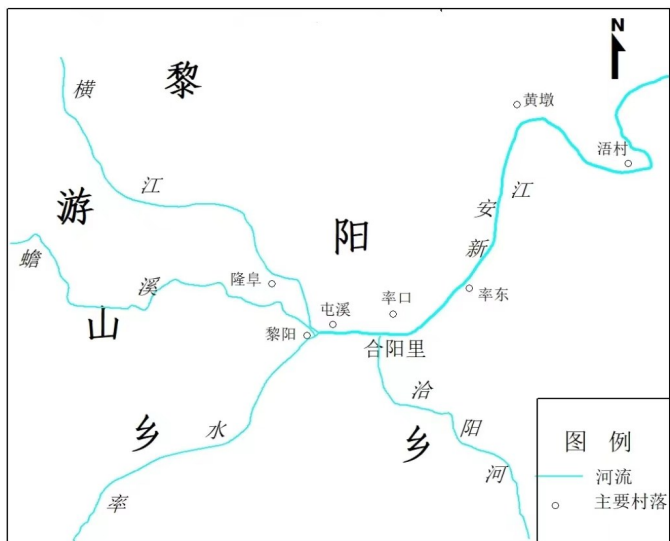 N
黎阳乡
游山乡
横江
蟾溪
率水
新安江
洽阳河
黄墩
浯村
隆阜
屯溪
率口
率东
黎阳
合阳里
图 例
河流
主要村落